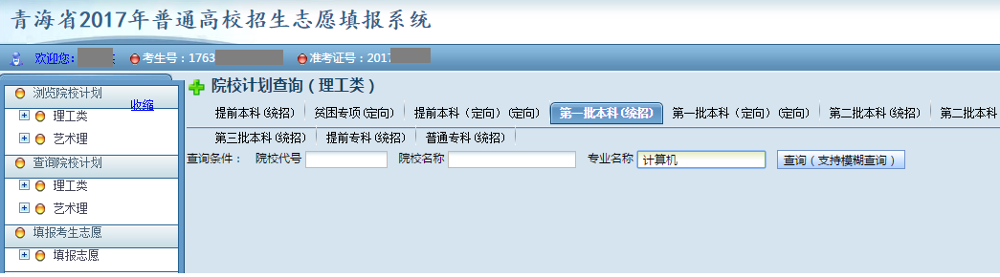 青海省2017年普通高校招生志愿填报系统
欢迎您： 考生号：1763 准考证号：2017
浏览院校计划
收缩
理工类
艺术理
查询院校计划
理工类
艺术理
填报考生志愿
填报志愿
院校计划查询（理工类）
提前本科(统招) 贫困专项(定向) 提前本科（定向）(定向) 第一批本科(统招) 第一批本科（定向）(定向) 第二批本科(统招) 第二批本科
第三批本科(统招) 提前专科(统招) 普通专科(统招)
查询条件： 院校代号 院校名称 专业名称 计算机 查询（支持模糊查询）